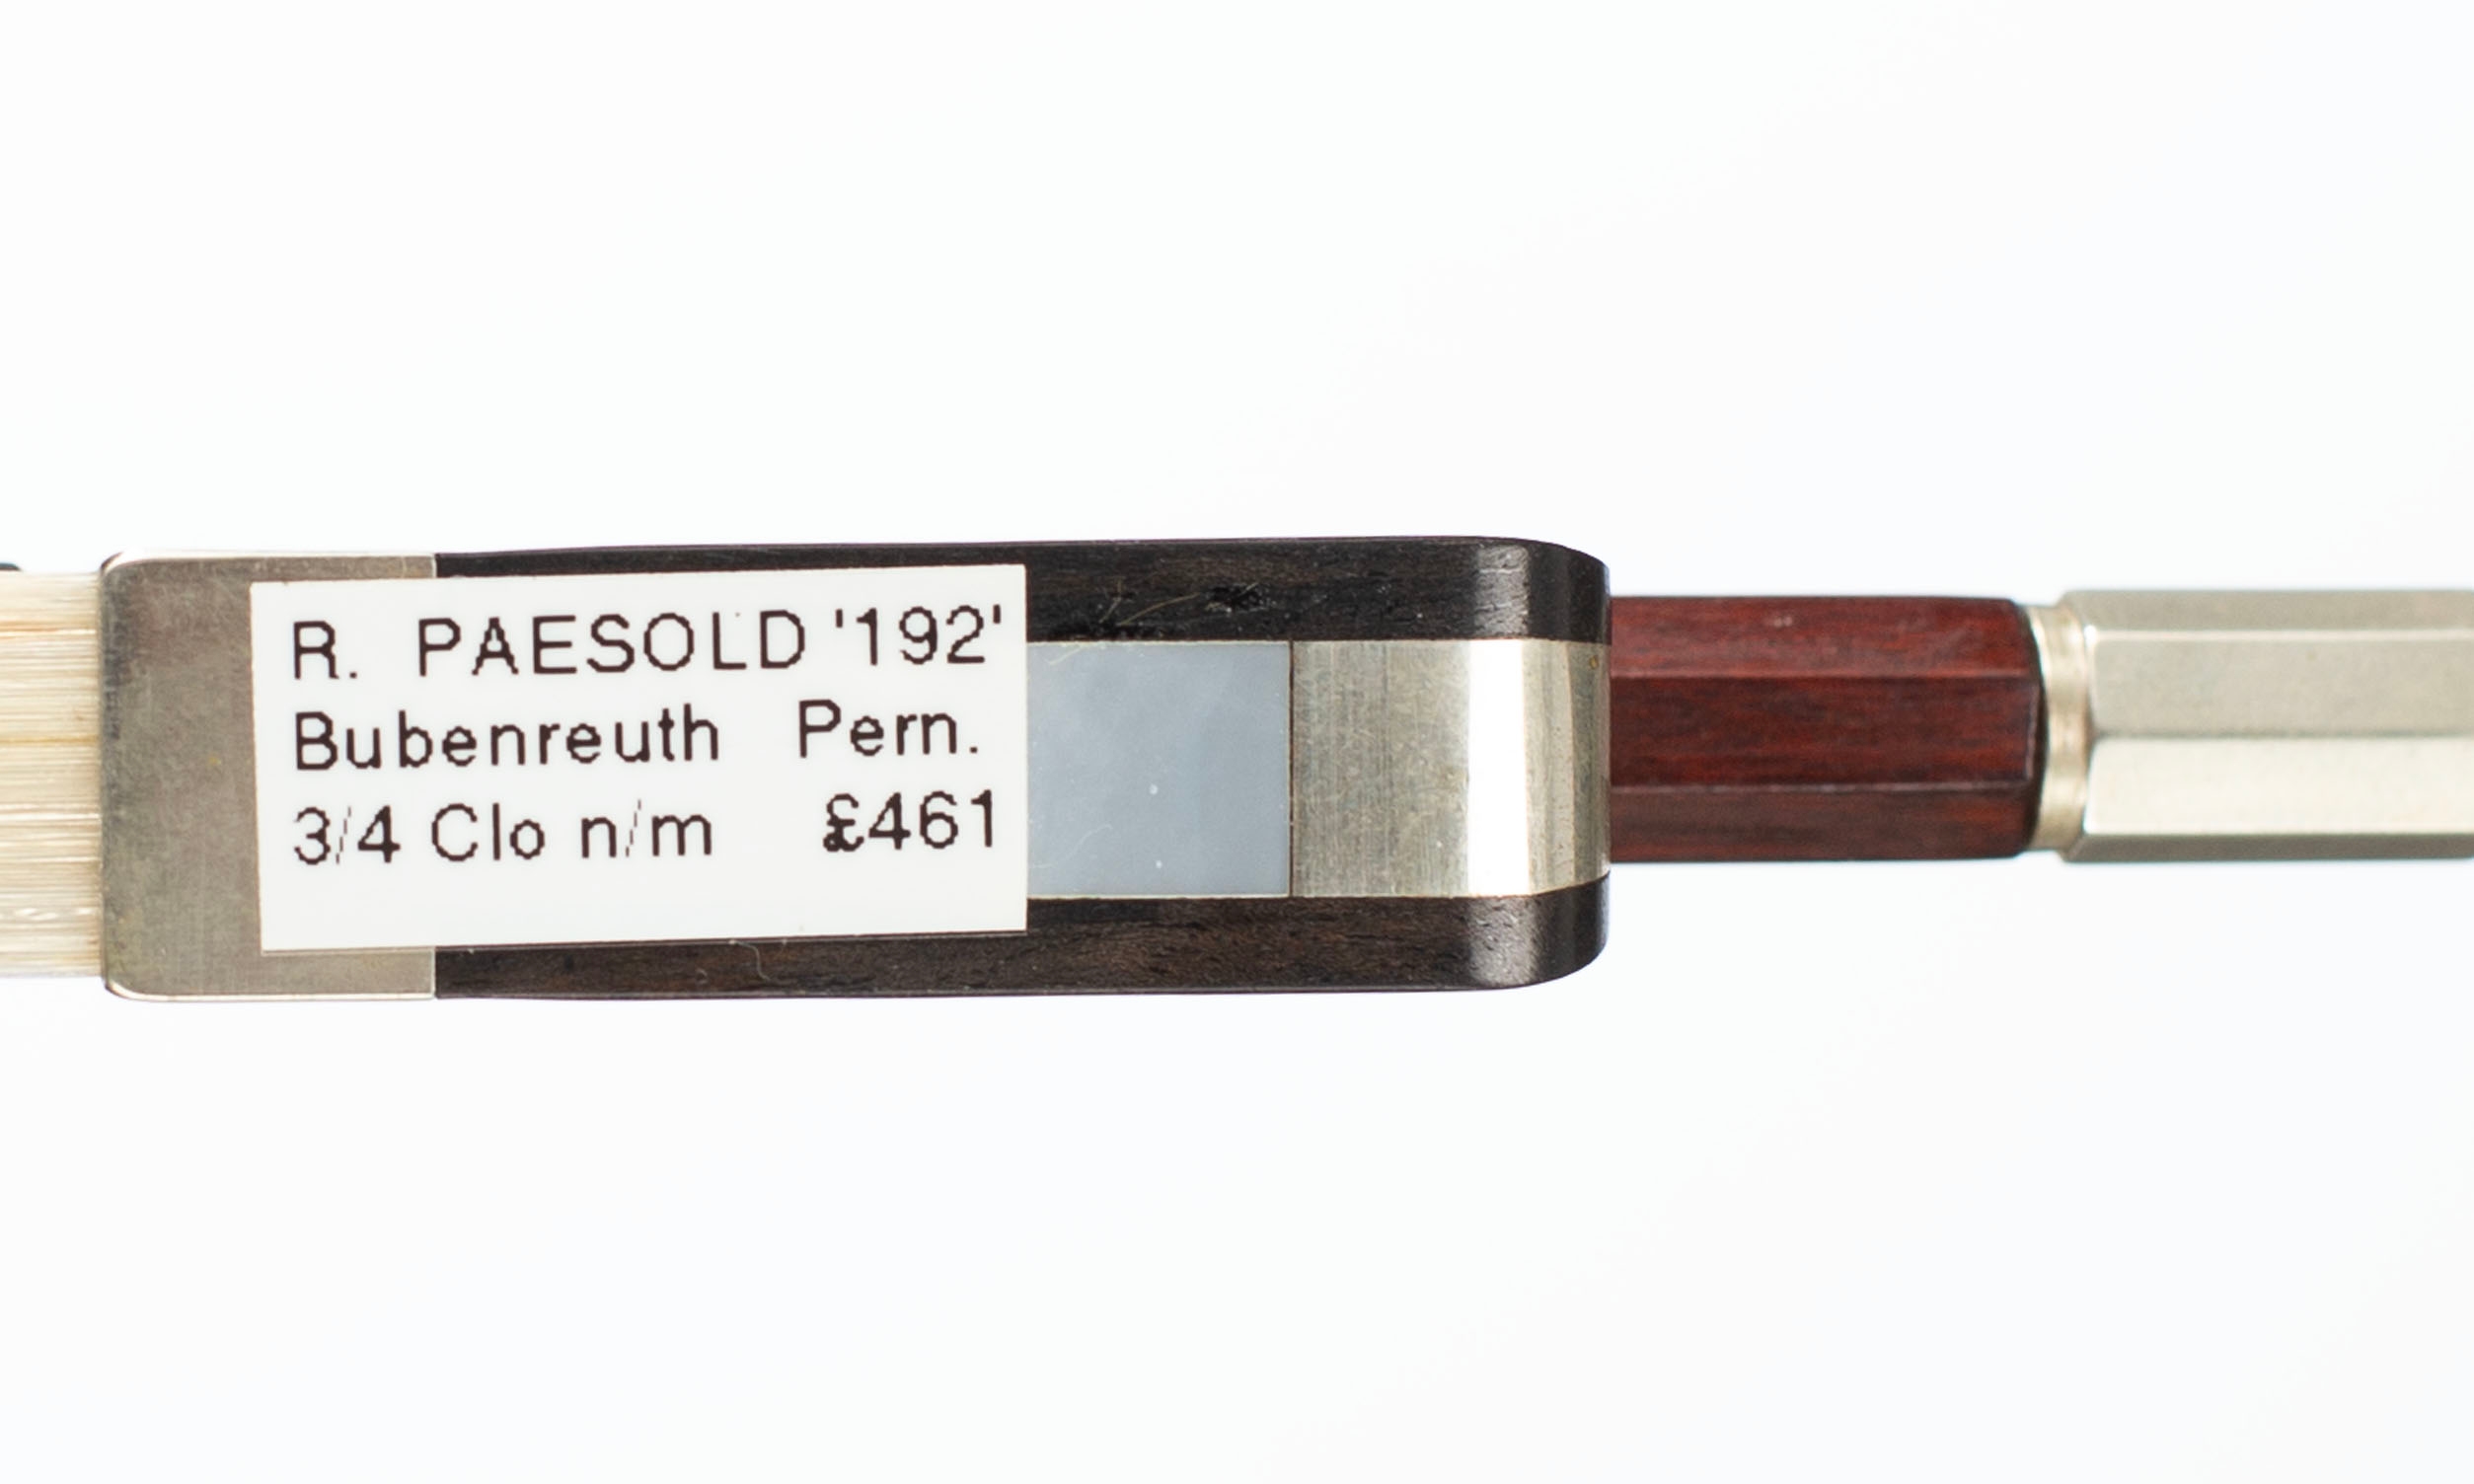 R. PAESOLD '192'
Bubenreuth Pern.
3/4 Clo n/m £461